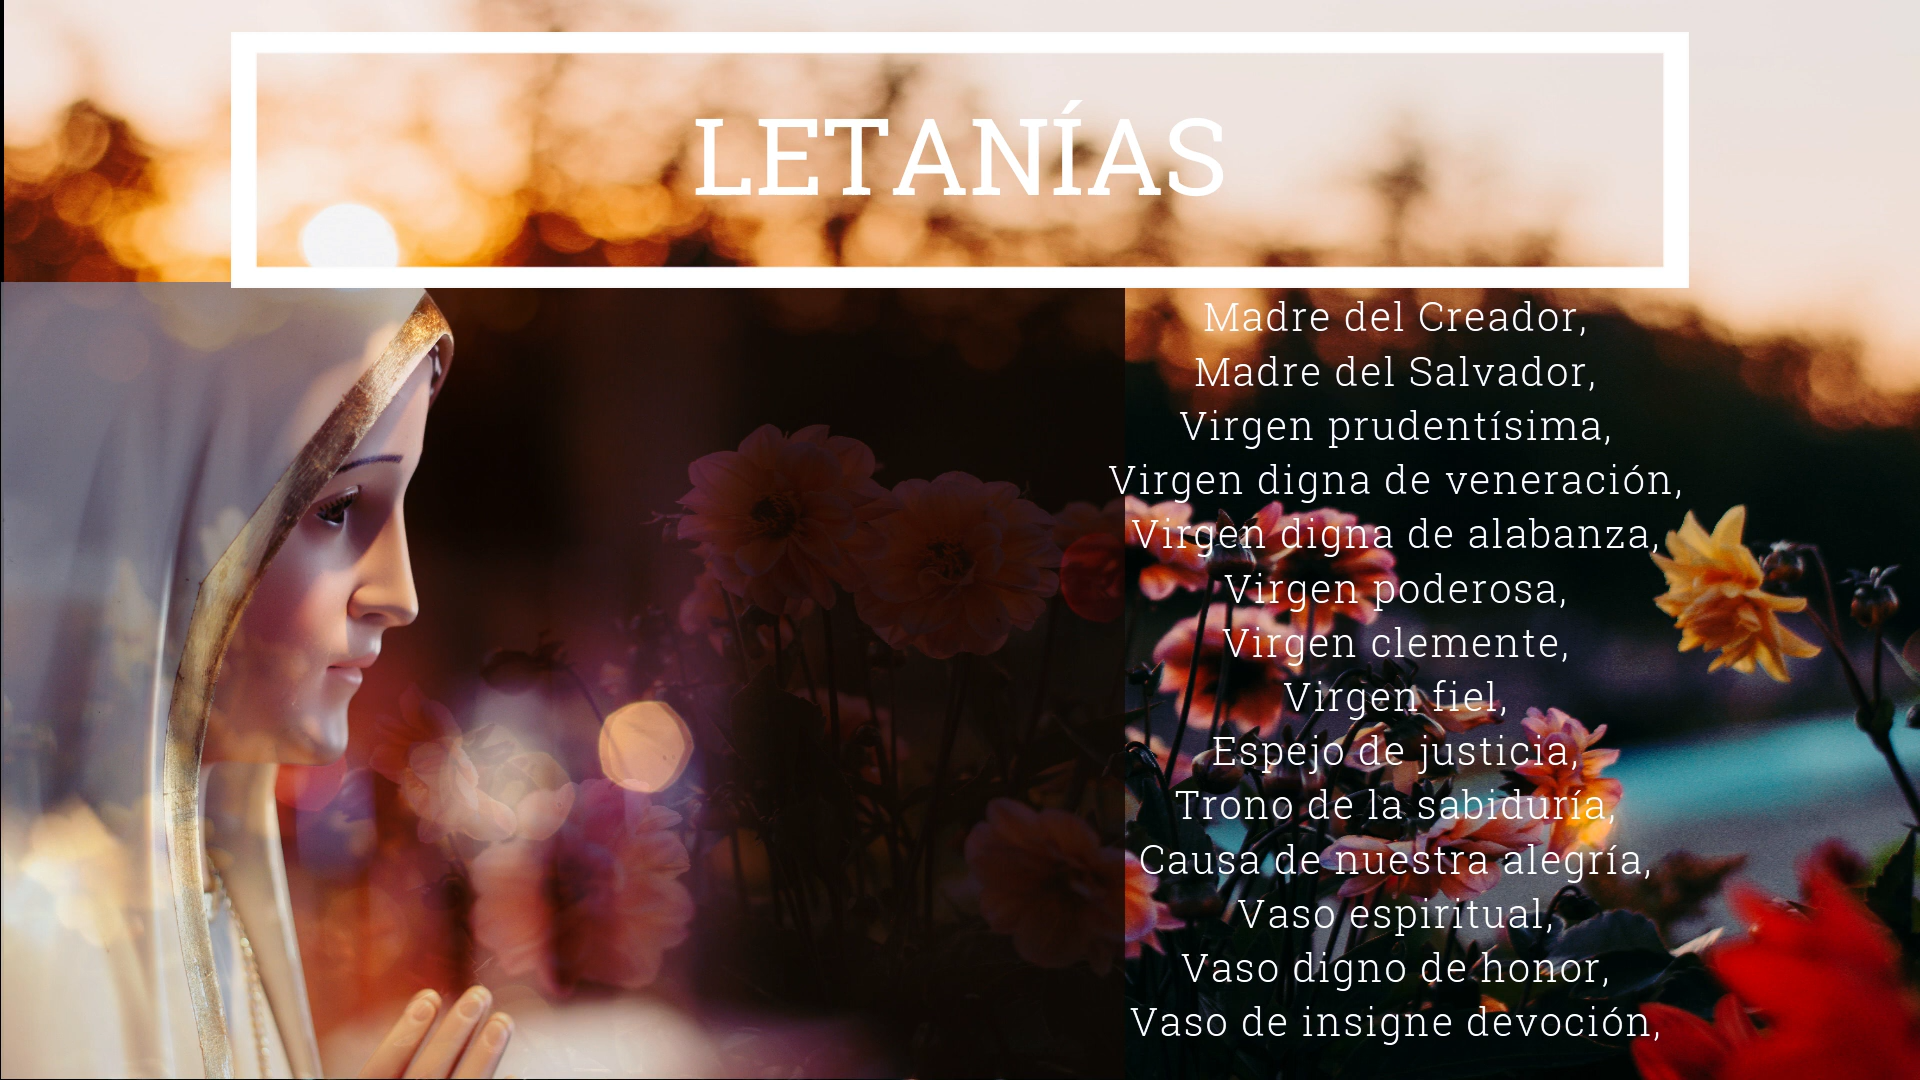 LETANÍAS
Madre del Creador,
Madre del Salvador,
Virgen prudentísima,
Virgen digna de veneración,
Virgen digna de alabanza,
Virgen poderosa,
Virgen clemente,
Virgen fiel,
Espejo de justicia,
Trono de la sabiduría,
Causa de nuestra alegría,
Vaso espiritual,
Vaso digno de honor,
Vaso de insigne devoción,